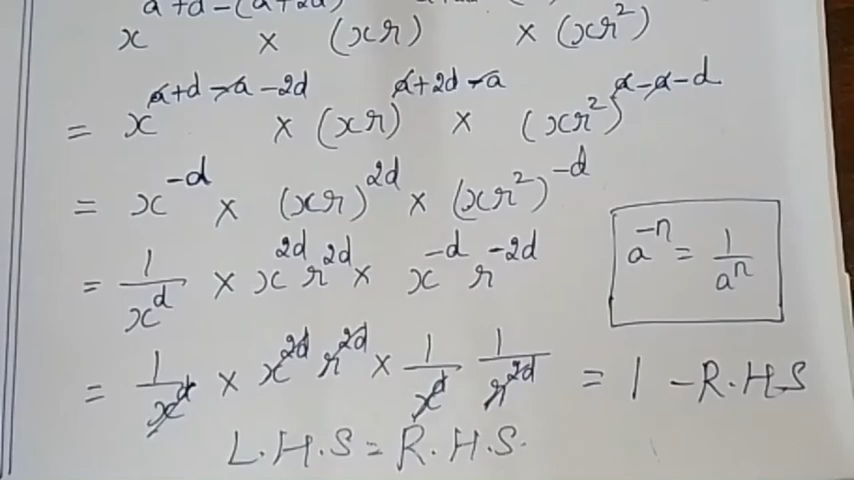 x^{a+d-(a+2d)} × (xr) × (xr²)
= x^{a+d-a-2d} × (xr)^{a+2d-a} × (xr²)^{a-a-d}
= x^{-d} × (xr)^{2d} × (xr²)^{-d}
= 1/x^d × x^{2d} r^{2d} × x^{-d} r^{-2d}
a^{-n} = 1/a^n
= 1/x^d × x^{2d} r^{2d} × 1/x^d 1/r^{2d} = 1 - R.H.S
L.H.S = R.H.S.